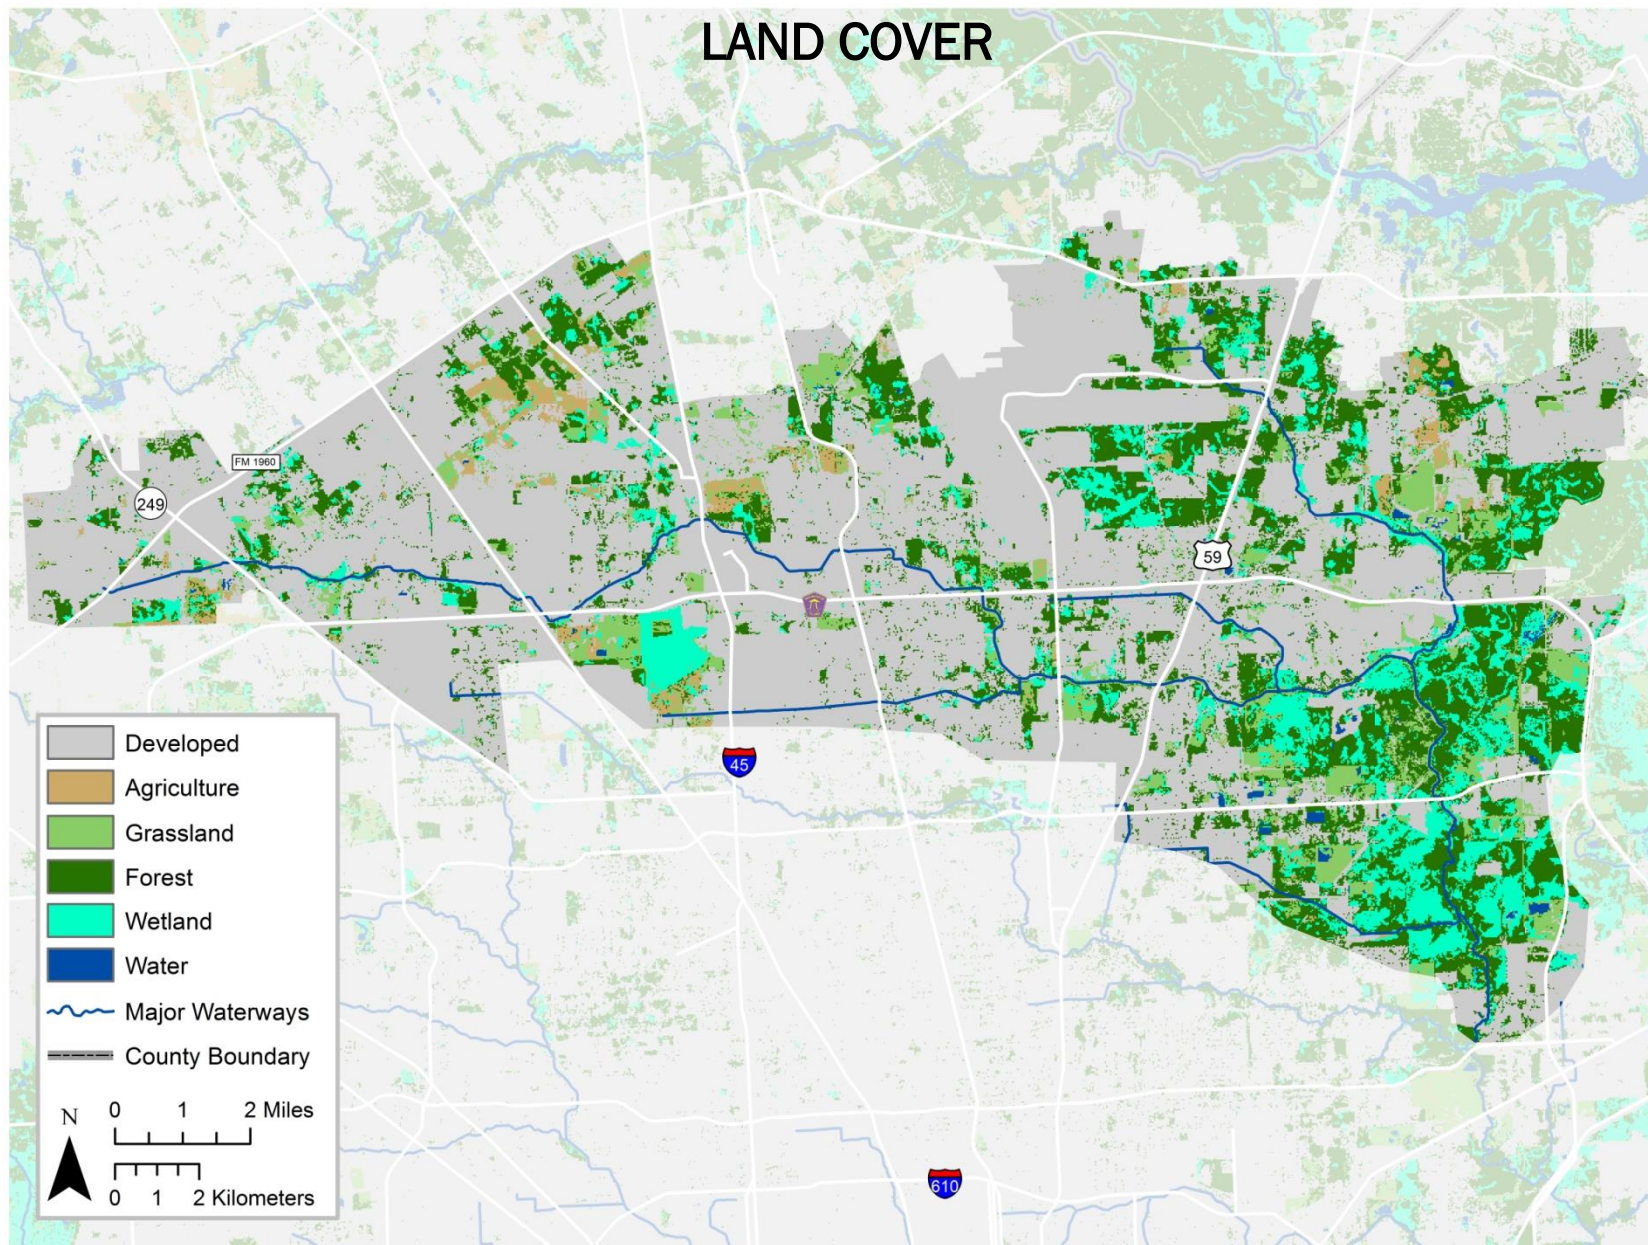 LAND COVER
FM 1960
249
59
45
610
Developed
Agriculture
Grassland
Forest
Wetland
Water
Major Waterways
County Boundary
N
0 1 2 Miles
0 1 2 Kilometers